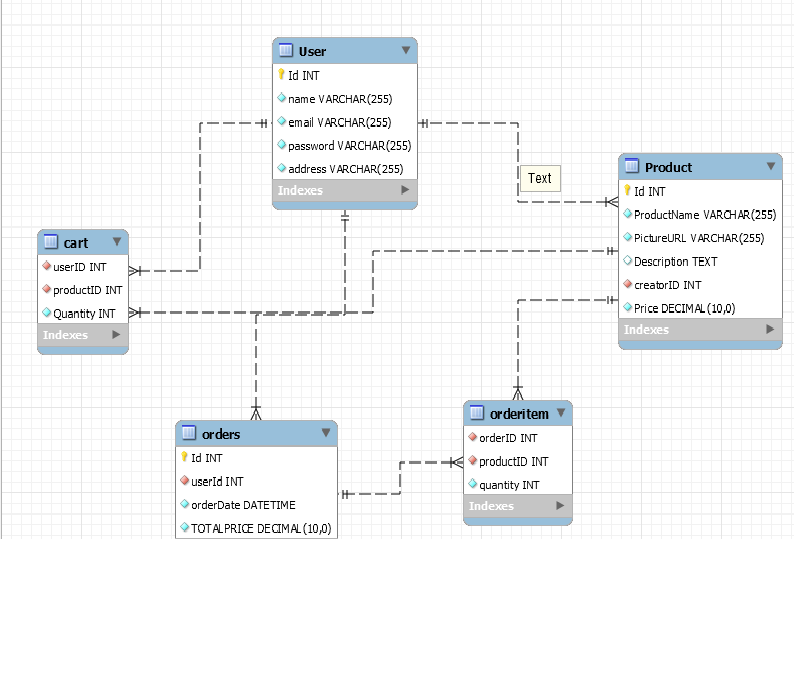 User
Id INT
name VARCHAR(255)
email VARCHAR(255)
password VARCHAR(255)
address VARCHAR(255)
Indexes
Text
Product
Id INT
ProductName VARCHAR(255)
PictureURL VARCHAR(255)
Description TEXT
creatorID INT
Price DECIMAL(10,0)
Indexes
cart
userID INT
productID INT
Quantity INT
Indexes
orders
Id INT
userId INT
orderDate DATETIME
TOTALPRICE DECIMAL(10,0)
orderitem
orderID INT
productID INT
quantity INT
Indexes